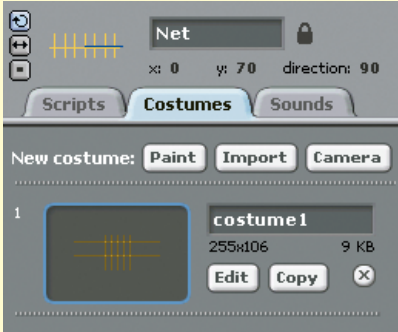 Net
x: 0 y: 70 direction: 90
Scripts Costumes Sounds
New costume: Paint Import Camera
1
costume1
255x106 9 KB
Edit Copy